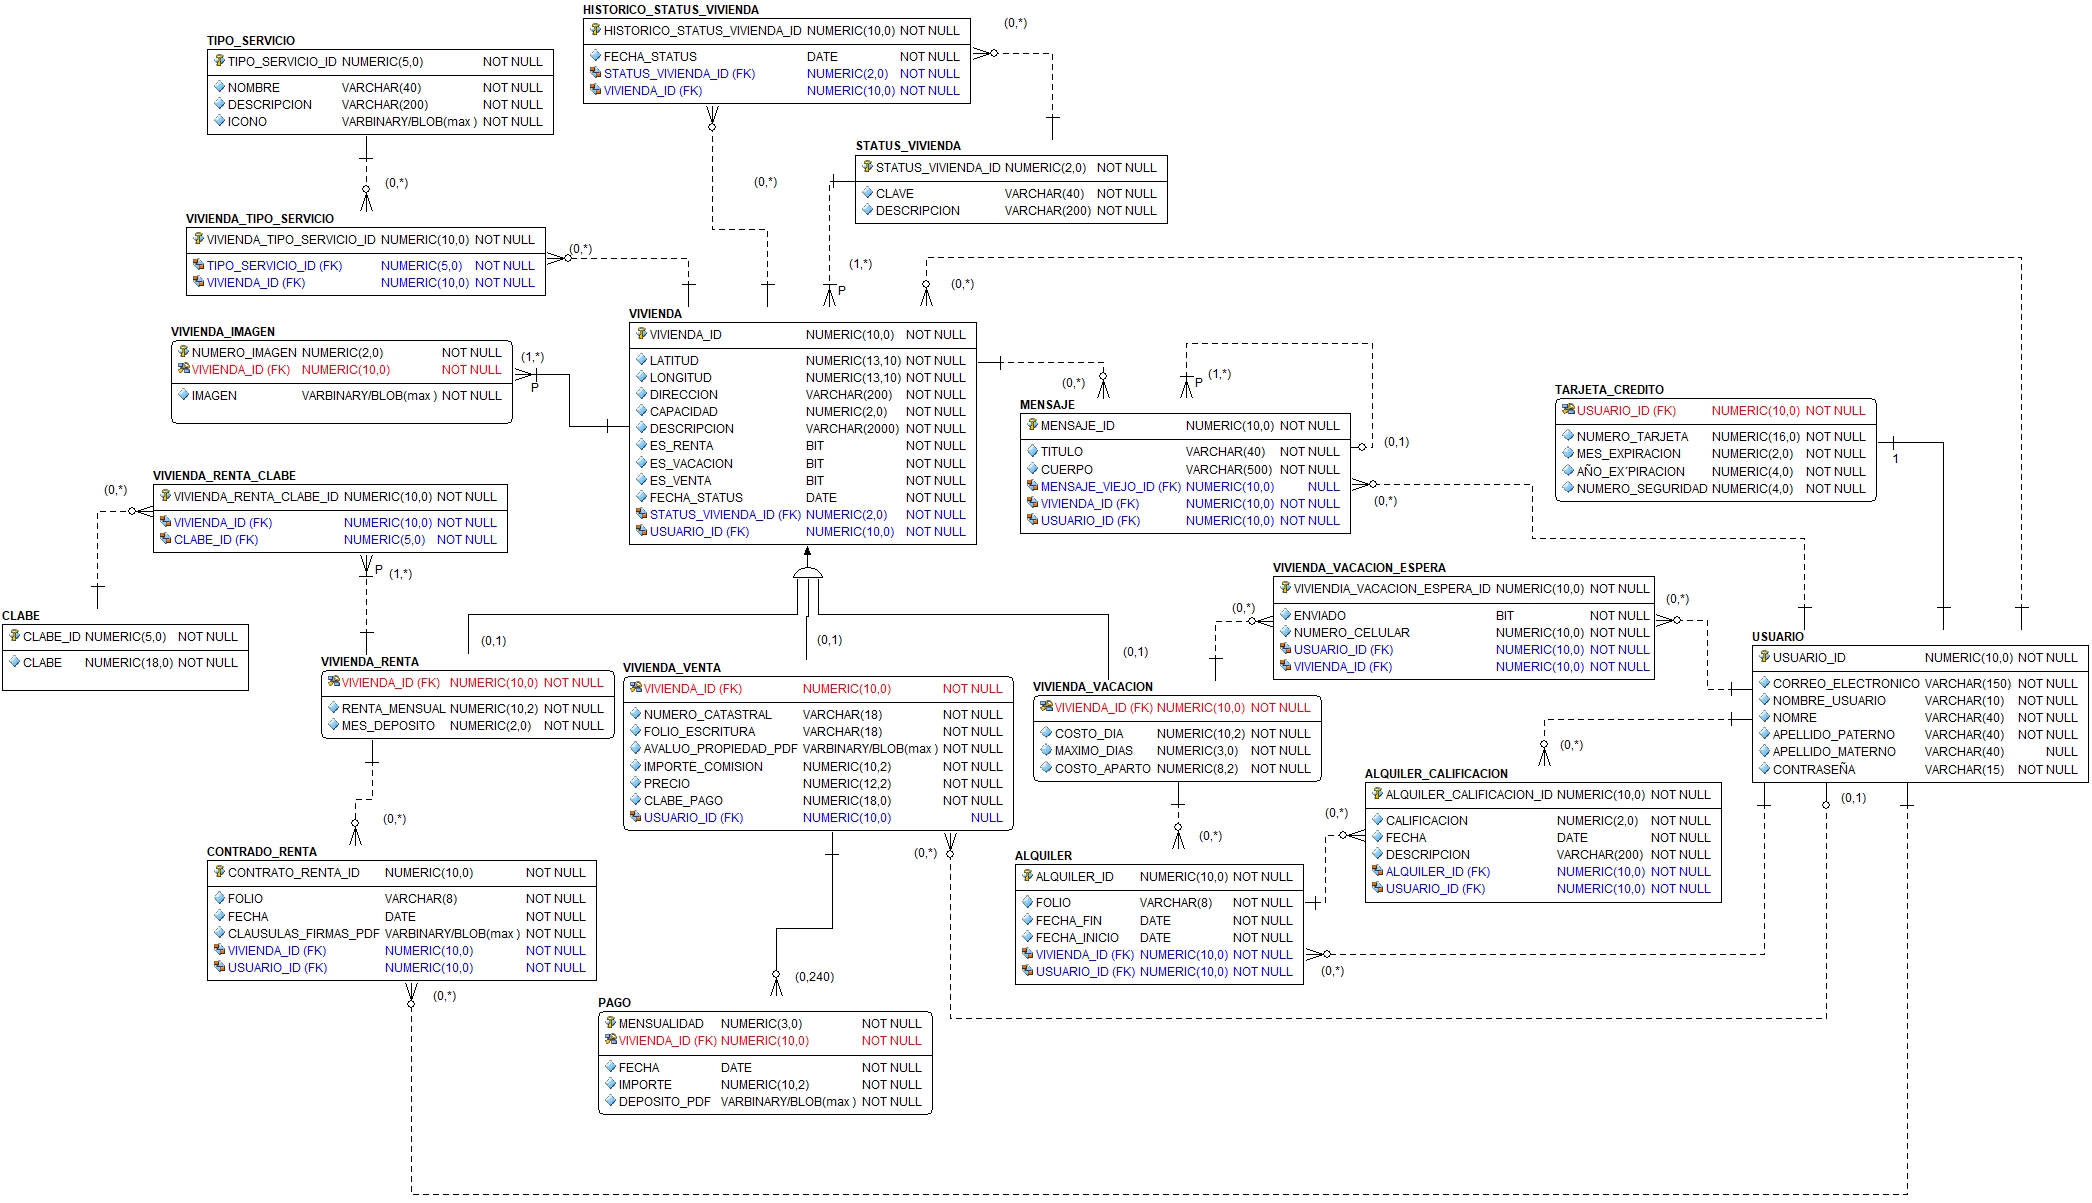 HISTORICO_STATUS_VIVIENDA
HISTORICO_STATUS_VIVIENDA_ID NUMERIC(10,0) NOT NULL
FECHA_STATUS DATE NOT NULL
STATUS_VIVIENDA_ID (FK) NUMERIC(2,0) NOT NULL
VIVIENDA_ID (FK) NUMERIC(10,0) NOT NULL
(0,*)
TIPO_SERVICIO
TIPO_SERVICIO_ID NUMERIC(5,0) NOT NULL
NOMBRE VARCHAR(40) NOT NULL
DESCRIPCION VARCHAR(200) NOT NULL
ICONO VARBINARY/BLOB(max) NOT NULL
(0,*)
(0,*)
STATUS_VIVIENDA
STATUS_VIVIENDA_ID NUMERIC(2,0) NOT NULL
CLAVE VARCHAR(40) NOT NULL
DESCRIPCION VARCHAR(200) NOT NULL
VIVIENDA_TIPO_SERVICIO
VIVIENDA_TIPO_SERVICIO_ID NUMERIC(10,0) NOT NULL
TIPO_SERVICIO_ID (FK) NUMERIC(5,0) NOT NULL
VIVIENDA_ID (FK) NUMERIC(10,0) NOT NULL
(0,*)
(1,*)
P
(0,*)
VIVIENDA
VIVIENDA_ID NUMERIC(10,0) NOT NULL
LATITUD NUMERIC(13,10) NOT NULL
LONGITUD NUMERIC(13,10) NOT NULL
DIRECCION VARCHAR(200) NOT NULL
CAPACIDAD NUMERIC(2,0) NOT NULL
DESCRIPCION VARCHAR(2000) NOT NULL
ES_RENTA BIT NOT NULL
ES_VACACION BIT NOT NULL
ES_VENTA BIT NOT NULL
FECHA_STATUS DATE NOT NULL
STATUS_VIVIENDA_ID (FK) NUMERIC(2,0) NOT NULL
USUARIO_ID (FK) NUMERIC(10,0) NOT NULL
VIVIENDA_IMAGEN
NUMERO_IMAGEN NUMERIC(2,0) NOT NULL
VIVIENDA_ID (FK) NUMERIC(10,0) NOT NULL
IMAGEN VARBINARY/BLOB(max) NOT NULL
(1,*)
P
(0,*)
P
(1,*)
MENSAJE
MENSAJE_ID NUMERIC(10,0) NOT NULL
TITULO VARCHAR(40) NOT NULL
CUERPO VARCHAR(500) NOT NULL
MENSAJE_VIEJO_ID (FK) NUMERIC(10,0) NULL
VIVIENDA_ID (FK) NUMERIC(10,0) NOT NULL
USUARIO_ID (FK) NUMERIC(10,0) NOT NULL
(0,1)
(0,*)
TARJETA_CREDITO
USUARIO_ID (FK) NUMERIC(10,0) NOT NULL
NUMERO_TARJETA NUMERIC(16,0) NOT NULL
MES_EXPIRACION NUMERIC(2,0) NOT NULL
AÑO_EX´PIRACION NUMERIC(4,0) NOT NULL
NUMERO_SEGURIDAD NUMERIC(4,0) NOT NULL
1
VIVIENDA_RENTA_CLABE
VIVIENDA_RENTA_CLABE_ID NUMERIC(10,0) NOT NULL
VIVIENDA_ID (FK) NUMERIC(10,0) NOT NULL
CLABE_ID (FK) NUMERIC(5,0) NOT NULL
(0,*)
P
(1,*)
CLABE
CLABE_ID NUMERIC(5,0) NOT NULL
CLABE NUMERIC(18,0) NOT NULL
VIVIENDA_VACACION_ESPERA
VIVIENDIA_VACACION_ESPERA_ID NUMERIC(10,0) NOT NULL
ENVIADO BIT NOT NULL
NUMERO_CELULAR NUMERIC(10,0) NOT NULL
USUARIO_ID (FK) NUMERIC(10,0) NOT NULL
VIVIENDA_ID (FK) NUMERIC(10,0) NOT NULL
(0,*)
(0,*)
USUARIO
USUARIO_ID NUMERIC(10,0) NOT NULL
CORREO_ELECTRONICO VARCHAR(150) NOT NULL
NOMBRE_USUARIO VARCHAR(10) NOT NULL
NOMRE VARCHAR(40) NOT NULL
APELLIDO_PATERNO VARCHAR(40) NOT NULL
APELLIDO_MATERNO VARCHAR(40) NULL
CONTRASEÑA VARCHAR(15) NOT NULL
(0,1)
(0,1)
(0,1)
(0,1)
VIVIENDA_RENTA
VIVIENDA_ID (FK) NUMERIC(10,0) NOT NULL
RENTA_MENSUAL NUMERIC(10,2) NOT NULL
MES_DEPOSITO NUMERIC(2,0) NOT NULL
(0,*)
VIVIENDA_VENTA
VIVIENDA_ID (FK) NUMERIC(10,0) NOT NULL
NUMERO_CATASTRAL VARCHAR(18) NOT NULL
FOLIO_ESCRITURA VARCHAR(18) NOT NULL
AVALUO_PROPIEDAD_PDF VARBINARY/BLOB(max) NOT NULL
IMPORTE_COMISION NUMERIC(10,2) NOT NULL
PRECIO NUMERIC(12,2) NOT NULL
CLABE_PAGO NUMERIC(18,0) NOT NULL
USUARIO_ID (FK) NUMERIC(10,0) NULL
(0,*)
VIVIENDA_VACACION
VIVIENDA_ID (FK) NUMERIC(10,0) NOT NULL
COSTO_DIA NUMERIC(10,2) NOT NULL
MAXIMO_DIAS NUMERIC(3,0) NOT NULL
COSTO_APARTO NUMERIC(8,2) NOT NULL
(0,*)
(0,*)
ALQUILER_CALIFICACION
ALQUILER_CALIFICACION_ID NUMERIC(10,0) NOT NULL
CALIFICACION NUMERIC(2,0) NOT NULL
FECHA DATE NOT NULL
DESCRIPCION VARCHAR(200) NOT NULL
ALQUILER_ID (FK) NUMERIC(10,0) NOT NULL
USUARIO_ID (FK) NUMERIC(10,0) NOT NULL
(0,*)
CONTRADO_RENTA
CONTRATO_RENTA_ID NUMERIC(10,0) NOT NULL
FOLIO VARCHAR(8) NOT NULL
FECHA DATE NOT NULL
CLAUSULAS_FIRMAS_PDF VARBINARY/BLOB(max) NOT NULL
VIVIENDA_ID (FK) NUMERIC(10,0) NOT NULL
USUARIO_ID (FK) NUMERIC(10,0) NOT NULL
(0,*)
ALQUILER
ALQUILER_ID NUMERIC(10,0) NOT NULL
FOLIO VARCHAR(8) NOT NULL
FECHA_FIN DATE NOT NULL
FECHA_INICIO DATE NOT NULL
VIVIENDA_ID (FK) NUMERIC(10,0) NOT NULL
USUARIO_ID (FK) NUMERIC(10,0) NOT NULL
(0,*)
(0,240)
PAGO
MENSUALIDAD NUMERIC(3,0) NOT NULL
VIVIENDA_ID (FK) NUMERIC(10,0) NOT NULL
FECHA DATE NOT NULL
IMPORTE NUMERIC(10,2) NOT NULL
DEPOSITO_PDF VARBINARY/BLOB(max) NOT NULL